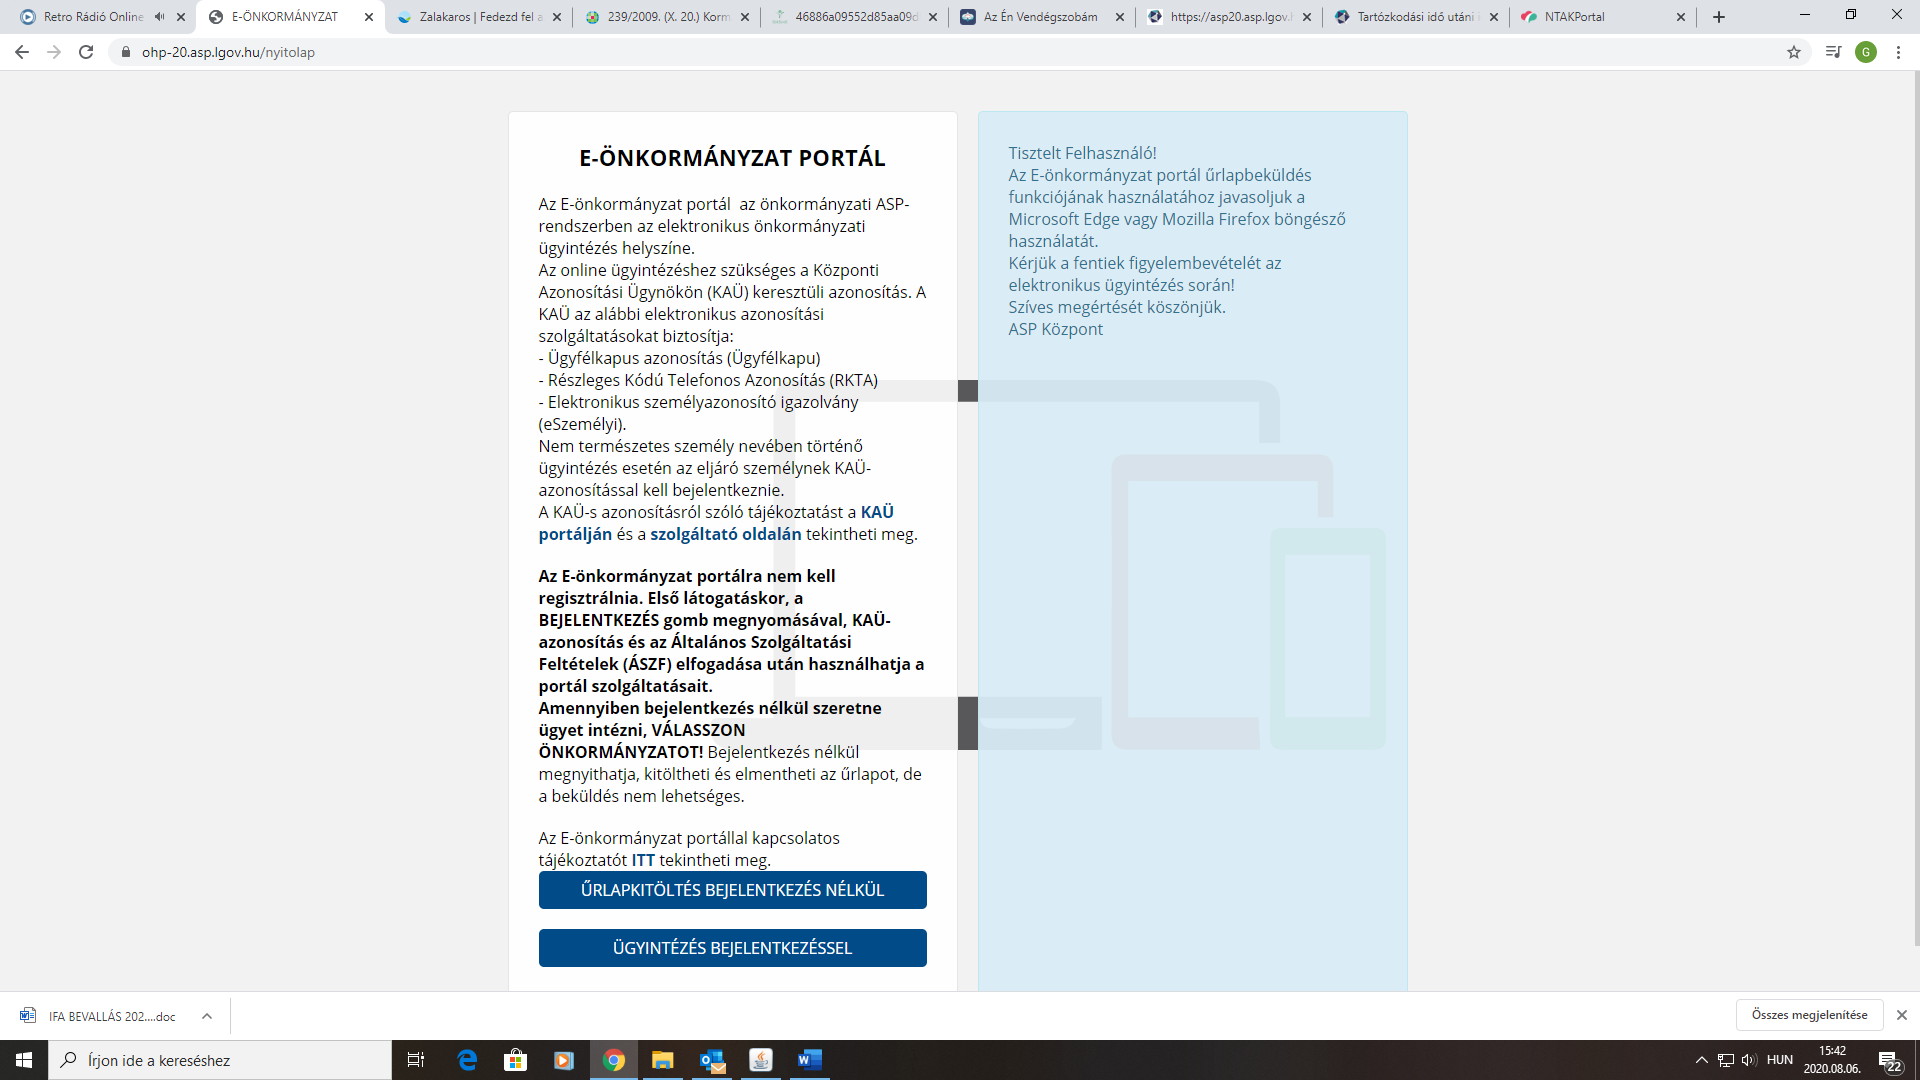 Retro Rádió Online
E-ÖNKORMÁNYZAT
Zalakaros | Fedezd fel a
239/2009. (X. 20.) Korm
46886a09552d85aa09d
Az Én Vendégszobám
https://asp20.asp.lgov.h
Tartózkodási idő utáni i
NTAKPortal
ohp-20.asp.lgov.hu/nyitolap
G
E-ÖNKORMÁNYZAT PORTÁL
Az E-önkormányzat portál az önkormányzati ASP-
rendszerben az elektronikus önkormányzati
ügyintézés helyszíne.
Az online ügyintézéshez szükséges a Központi
Azonosítási Ügynökön (KAÜ) keresztüli azonosítás. A
KAÜ az alábbi elektronikus azonosítási
szolgáltatásokat biztosítja:
- Ügyfélkapus azonosítás (Ügyfélkapu)
- Részleges Kódú Telefonos Azonosítás (RKTA)
- Elektronikus személyazonosító igazolvány
(eSzemélyi).
Nem természetes személy nevében történő
ügyintézés esetén az eljáró személynek KAÜ-
azonosítással kell bejelentkeznie.
A KAÜ-s azonosításról szóló tájékoztatást a KAÜ
portálján és a szolgáltató oldalán tekintheti meg.
Az E-önkormányzat portálra nem kell
regisztrálnia. Első látogatáskor, a
BEJELENTKEZÉS gomb megnyomásával, KAÜ-
azonosítás és az Általános Szolgáltatási
Feltételek (ÁSZF) elfogadása után használhatja a
portál szolgáltatásait.
Amennyiben bejelentkezés nélkül szeretne
ügyet intézni, VÁLASSZON
ÖNKORMÁNYZATOT! Bejelentkezés nélkül
megnyithatja, kitöltheti és elmentheti az űrlapot, de
a beküldés nem lehetséges.
Az E-önkormányzat portállal kapcsolatos
tájékoztatót ITT tekintheti meg.
ŰRLAPKITÖLTÉS BEJELENTKEZÉS NÉLKÜL
ÜGYINTÉZÉS BEJELENTKEZÉSSEL
Tisztelt Felhasználó!
Az E-önkormányzat portál űrlapbeküldés
funkciójának használatához javasoljuk a
Microsoft Edge vagy Mozilla Firefox böngésző
használatát.
Kérjük a fentiek figyelembevételét az
elektronikus ügyintézés során!
Szíves megértését köszönjük.
ASP Központ
IFA BEVALLÁS 202....doc
Összes megjelenítése
Írjon ide a kereséshez
HUN
15:42
2020.08.06.
22